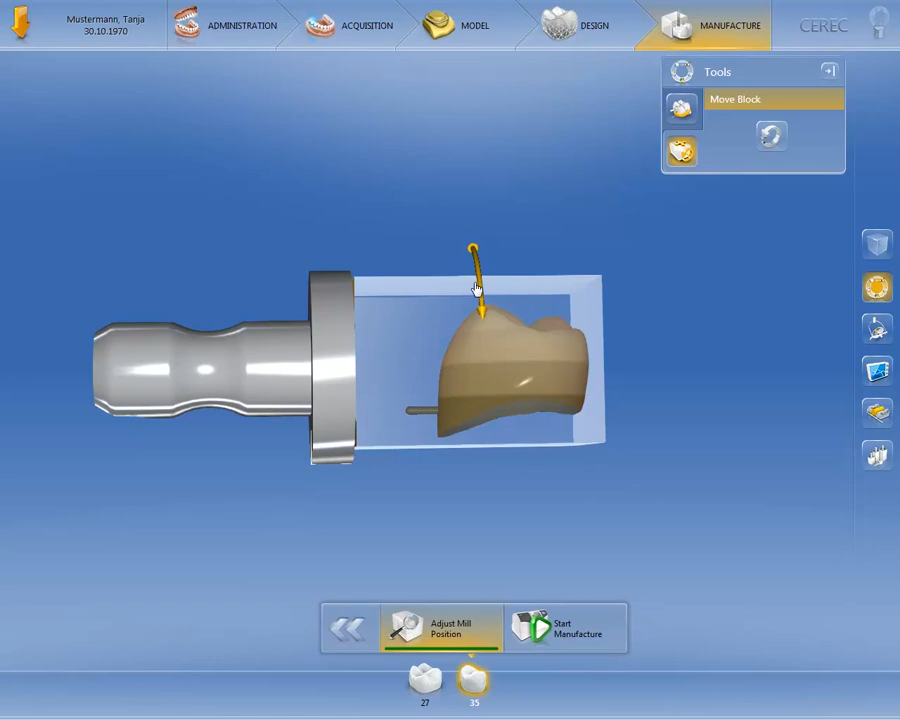 Mustermann, Tanja
30.10.1970
ADMINISTRATION
ACQUISITION
MODEL
DESIGN
MANUFACTURE
CEREC
Tools
Move Block
Adjust Mill
Position
Start
Manufacture
27
35